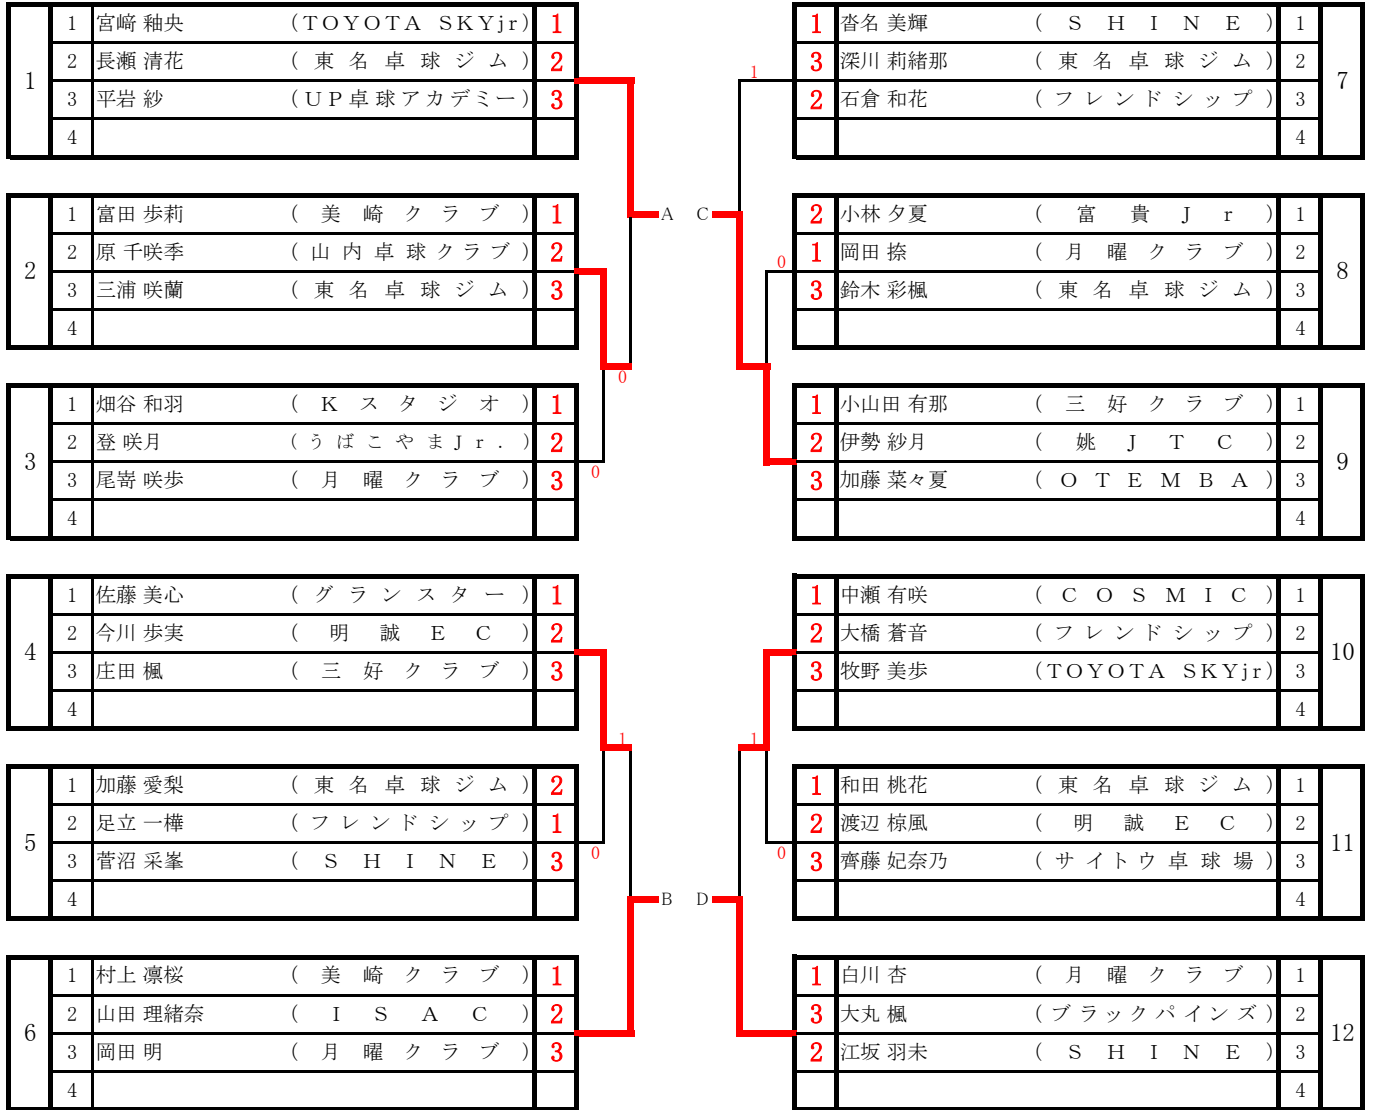 1 宮﨑 釉央 (TOYOTA SKYjr) 1
2 長瀬 清花 (東名卓球ジム) 2
1
3 平岩 紗 (UP卓球アカデミー) 3
4
1 富田 歩莉 (美崎クラブ) 1
2 原 千咲季 (山内卓球クラブ) 2
2
3 三浦 咲蘭 (東名卓球ジム) 3
4
1 畑谷 和羽 (Kスタジオ) 1
2 登 咲月 (うばこやまJr.) 2
3
3 尾嵜 咲歩 (月曜クラブ) 3
4
1 佐藤 美心 (グランスター) 1
2 今川 歩実 (明誠EC) 2
4
3 庄田 楓 (三好クラブ) 3
4
1 加藤 愛梨 (東名卓球ジム) 2
2 足立 一樺 (フレンドシップ) 1
5
3 菅沼 采峯 (SHINE) 3
4
1 村上 凛桜 (美崎クラブ) 1
2 山田 理緒奈 (ISAC) 2
6
3 岡田 明 (月曜クラブ) 3
4
A C
0
0
1
0
B D
1
0
1
0
1 沓名 美輝 (SHINE) 1
3 深川 莉緒那 (東名卓球ジム) 2
7
2 石倉 和花 (フレンドシップ) 3
4
2 小林 夕夏 (富貴Jr) 1
1 岡田 捺 (月曜クラブ) 2
8
3 鈴木 彩楓 (東名卓球ジム) 3
4
1 小山田 有那 (三好クラブ) 1
2 伊勢 紗月 (姚JTC) 2
9
3 加藤 菜々夏 (OTEMBA) 3
4
1 中瀬 有咲 (COSMIC) 1
2 大橋 蒼音 (フレンドシップ) 2
10
3 牧野 美歩 (TOYOTA SKYjr) 3
4
1 和田 桃花 (東名卓球ジム) 1
2 渡辺 椋風 (明誠EC) 2
11
3 齊藤 妃奈乃 (サイトウ卓球場) 3
4
1 白川 杏 (月曜クラブ) 1
3 大丸 楓 (ブラックパインズ) 2
12
2 江坂 羽未 (SHINE) 3
4